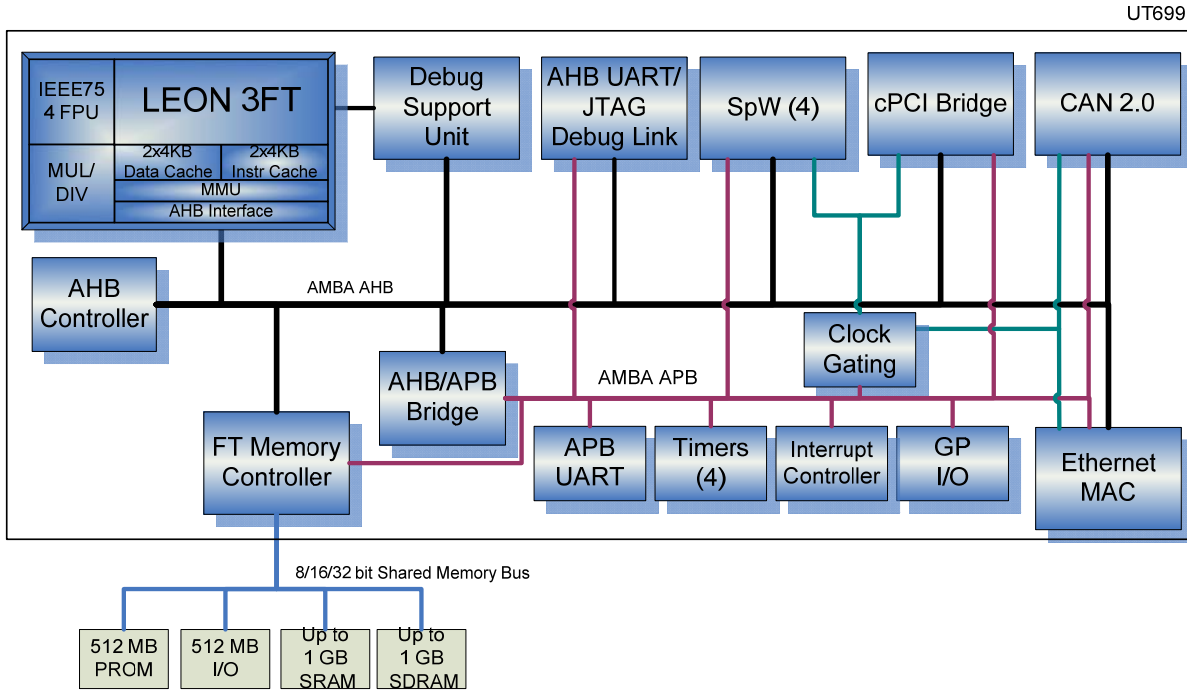 UT699
IEEE75
4 FPU
LEON 3FT
MUL/
DIV
2x4KB
Data Cache
2x4KB
Instr Cache
MMU
AHB Interface
Debug
Support
Unit
AHB UART/
JTAG
Debug Link
SpW (4)
cPCI Bridge
CAN 2.0
AHB
Controller
AMBA AHB
Clock
Gating
AHB/APB
Bridge
AMBA APB
FT Memory
Controller
APB
UART
Timers
(4)
Interrupt
Controller
GP
I/O
Ethernet
MAC
8/16/32 bit Shared Memory Bus
512 MB
PROM
512 MB
I/O
Up to
1 GB
SRAM
Up to
1 GB
SDRAM